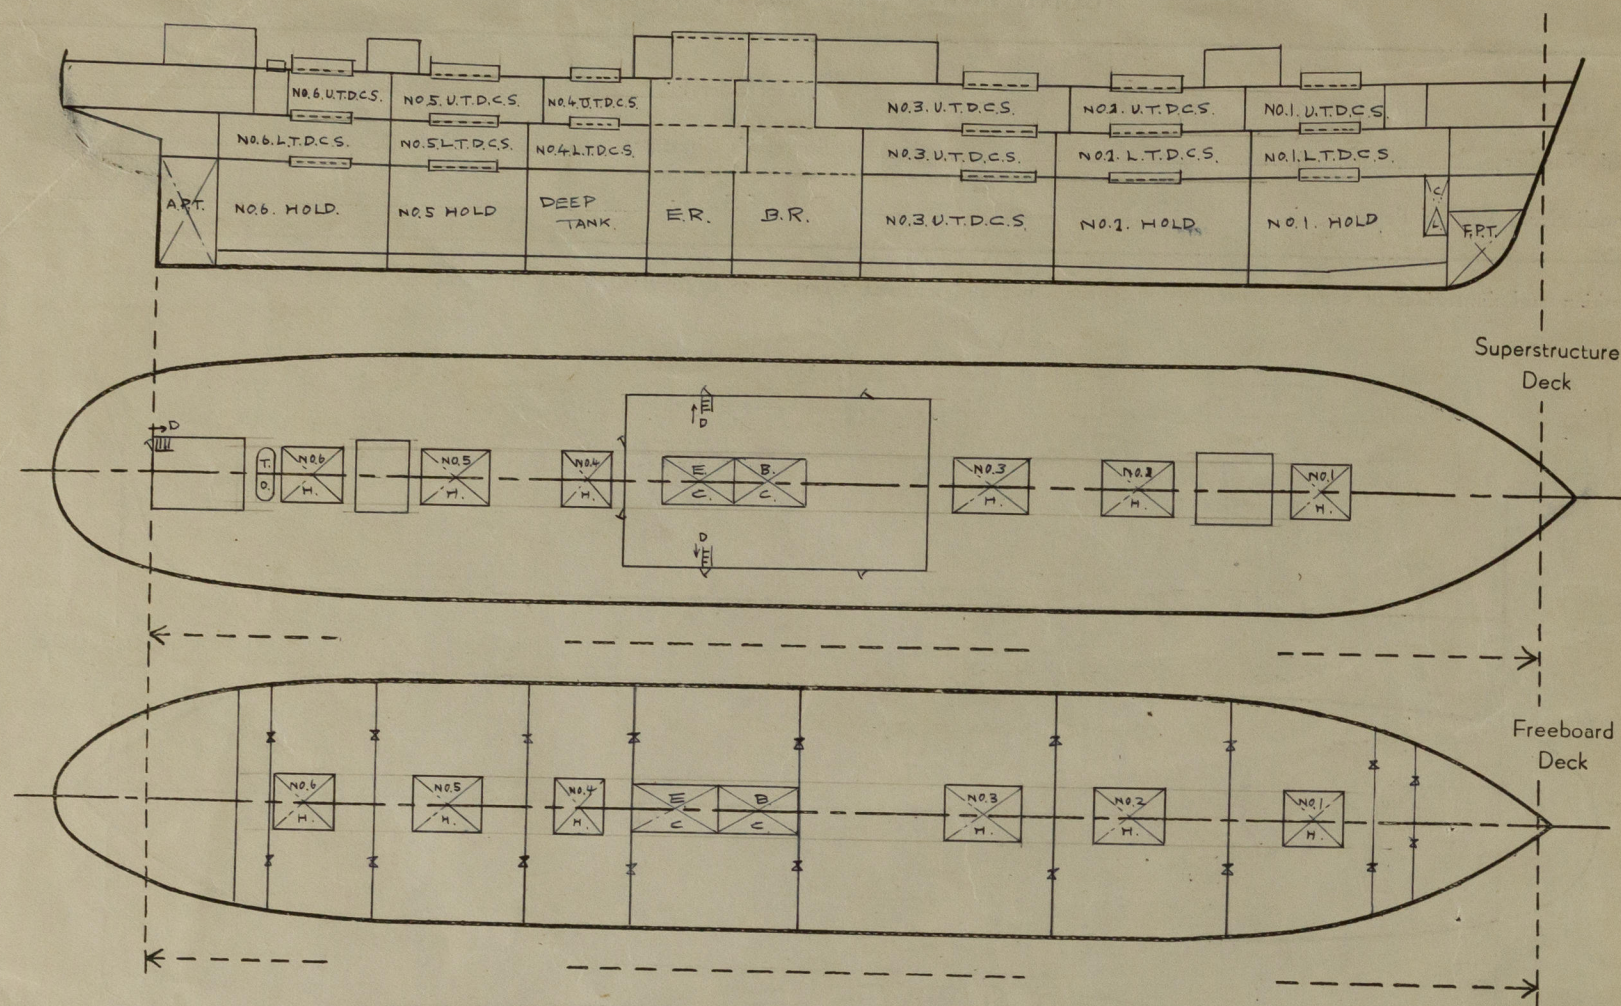 NO.6.U.T.D.C.S.
NO.5.U.T.D.C.S.
NO.4.U.T.D.C.S.
NO.3.U.T.D.C.S.
NO.2.U.T.D.C.S.
NO.1.U.T.D.C.S
NO.6.L.T.D.C.S.
NO.5.L.T.D.C.S.
NO.4.L.T.D.C.S.
NO.3.U.T.D.C.S.
NO.2.L.T.D.C.S.
NO.1.L.T.D.C.S.
A.P.T.
NO.6. HOLD.
NO.5 HOLD
DEEP
TANK.
E.R.
B.R.
NO.3.U.T.D.C.S.
NO.2. HOLD
NO.1. HOLD
C
L
F.P.T.
Superstructure
Deck
D
T.
O.
NO.6
H.
NO.5
H.
NO.4
H.
D
E.
C.
B.
C.
D
NO.3
H
NO.2
H.
NO.1
H.
Freeboard
Deck
NO.6
H.
NO.5
H.
NO.4
H.
E
C
B
C
NO.3
H.
NO.2
H.
NO.1
H.